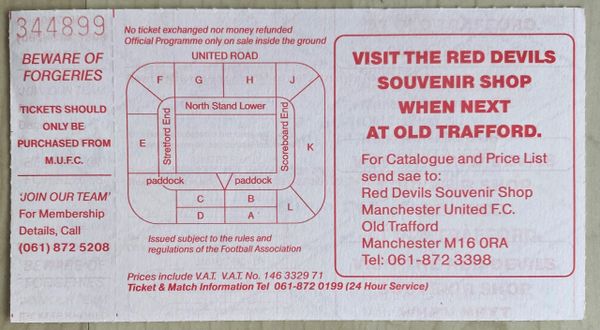 344899
BEWARE OF
FORGERIES
TICKETS SHOULD
ONLY BE
PURCHASED FROM
M.U.F.C.
'JOIN OUR TEAM'
For Membership
Details, Call
(061) 872 5208
No ticket exchanged nor money refunded
Official Programme only on sale inside the ground
UNITED ROAD
F G H J
North Stand Lower
Stretford End
Scoreboard End
E
K
paddock paddock
C B
D A
L
Issued subject to the rules and
regulations of the Football Association
Prices include V.A.T. V.A.T. No. 146 3329 71
Ticket & Match Information Tel 061-872 0199 (24 Hour Service)
VISIT THE RED DEVILS
SOUVENIR SHOP
WHEN NEXT
AT OLD TRAFFORD.
For Catalogue and Price List
send sae to:
Red Devils Souvenir Shop
Manchester United F.C.
Old Trafford
Manchester M16 0RA
Tel: 061-872 3398